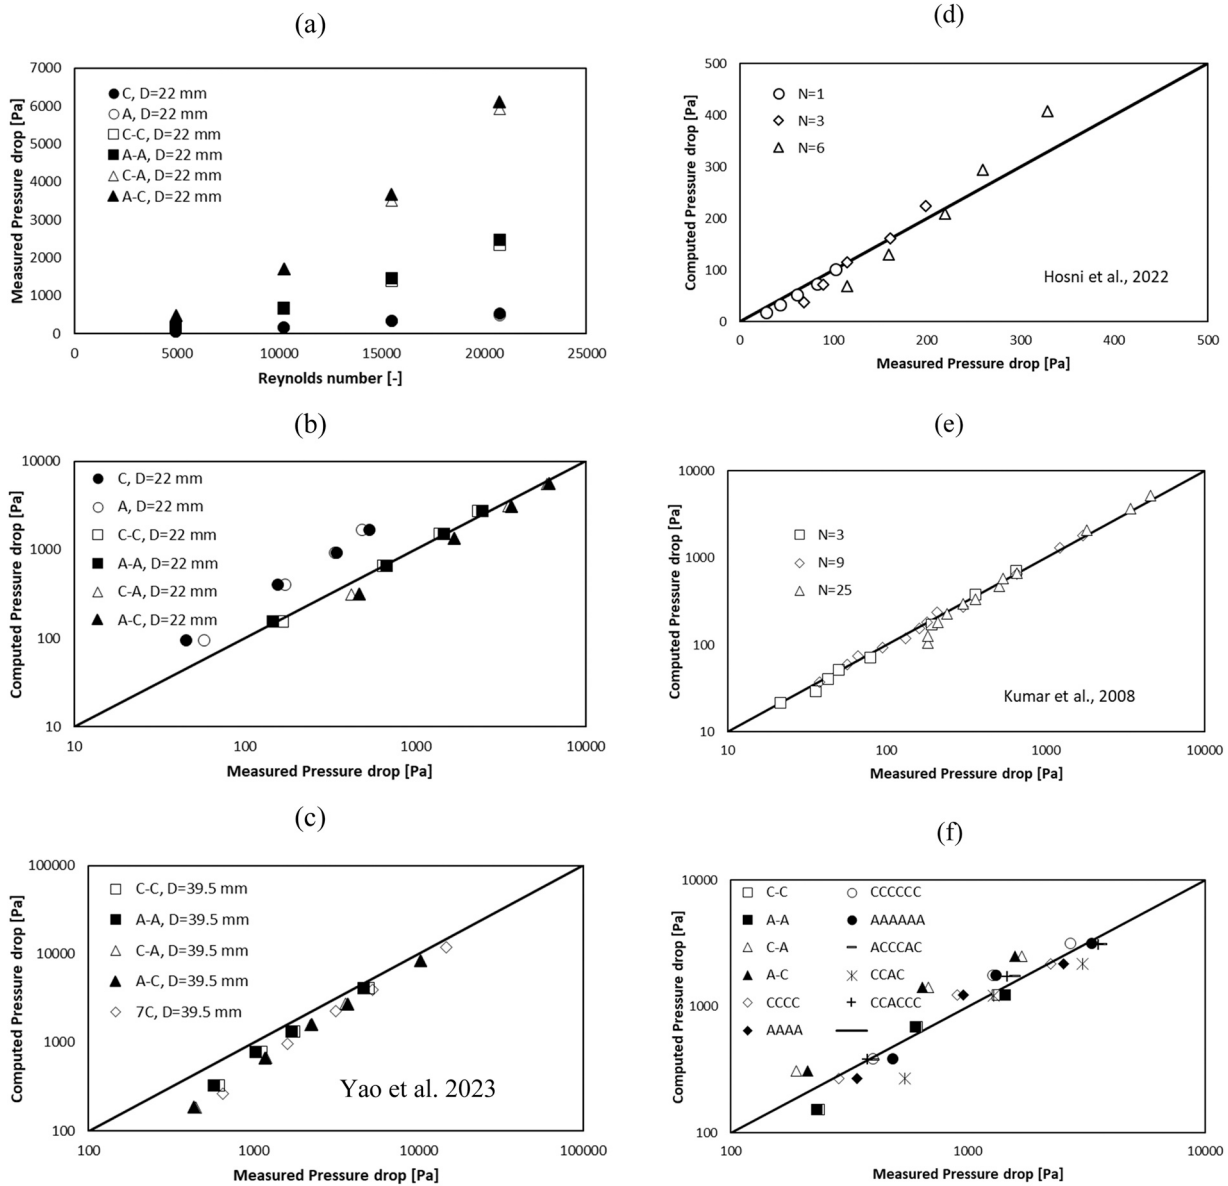 (a)
7000
6000
5000
4000
3000
2000
1000
0
Measured Pressure drop [Pa]
C, D=22 mm
A, D=22 mm
C-C, D=22 mm
A-A, D=22 mm
C-A, D=22 mm
A-C, D=22 mm
0 5000 10000 15000 20000 25000
Reynolds number [-]
(b)
10000
1000
100
10
Computed Pressure drop [Pa]
C, D=22 mm
A, D=22 mm
C-C, D=22 mm
A-A, D=22 mm
C-A, D=22 mm
A-C, D=22 mm
10 100 1000 10000
Measured Pressure drop [Pa]
(c)
100000
10000
1000
100
Computed Pressure drop [Pa]
C-C, D=39.5 mm
A-A, D=39.5 mm
C-A, D=39.5 mm
A-C, D=39.5 mm
7C, D=39.5 mm
Yao et al. 2023
100 1000 10000 100000
Measured Pressure drop [Pa]
(d)
500
400
300
200
100
0
Computed Pressure drop [Pa]
N=1
N=3
N=6
Hosni et al., 2022
0 100 200 300 400 500
Measured Pressure drop [Pa]
(e)
10000
1000
100
10
Computed Pressure drop [Pa]
N=3
N=9
N=25
Kumar et al., 2008
10 100 1000 10000
Measured Pressure drop [Pa]
(f)
10000
1000
100
Computed Pressure drop [Pa]
C-C CCCCCC
A-A AAAAAA
C-A ACCCAC
A-C CCAC
CCCC CCACCC
AAAA
100 1000 10000
Measured Pressure drop [Pa]